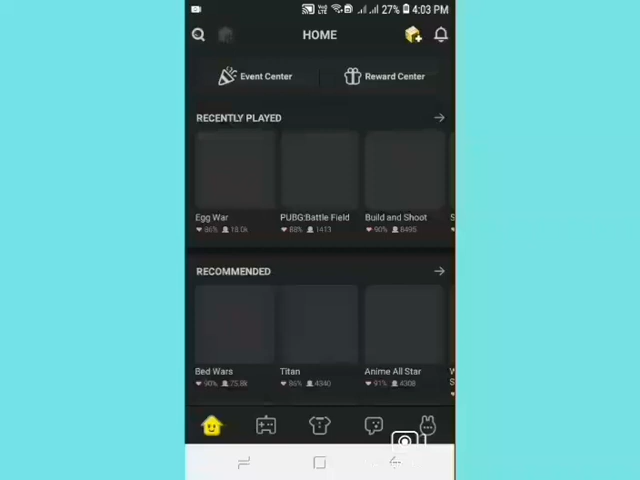 27% 4:03 PM
HOME
Event Center Reward Center
RECENTLY PLAYED
Egg War PUBG:Battle Field Build and Shoot
86% 18.0k 88% 1413 90% 8495
RECOMMENDED
Bed Wars Titan Anime All Star
90% 75.8k 86% 4340 91% 4308